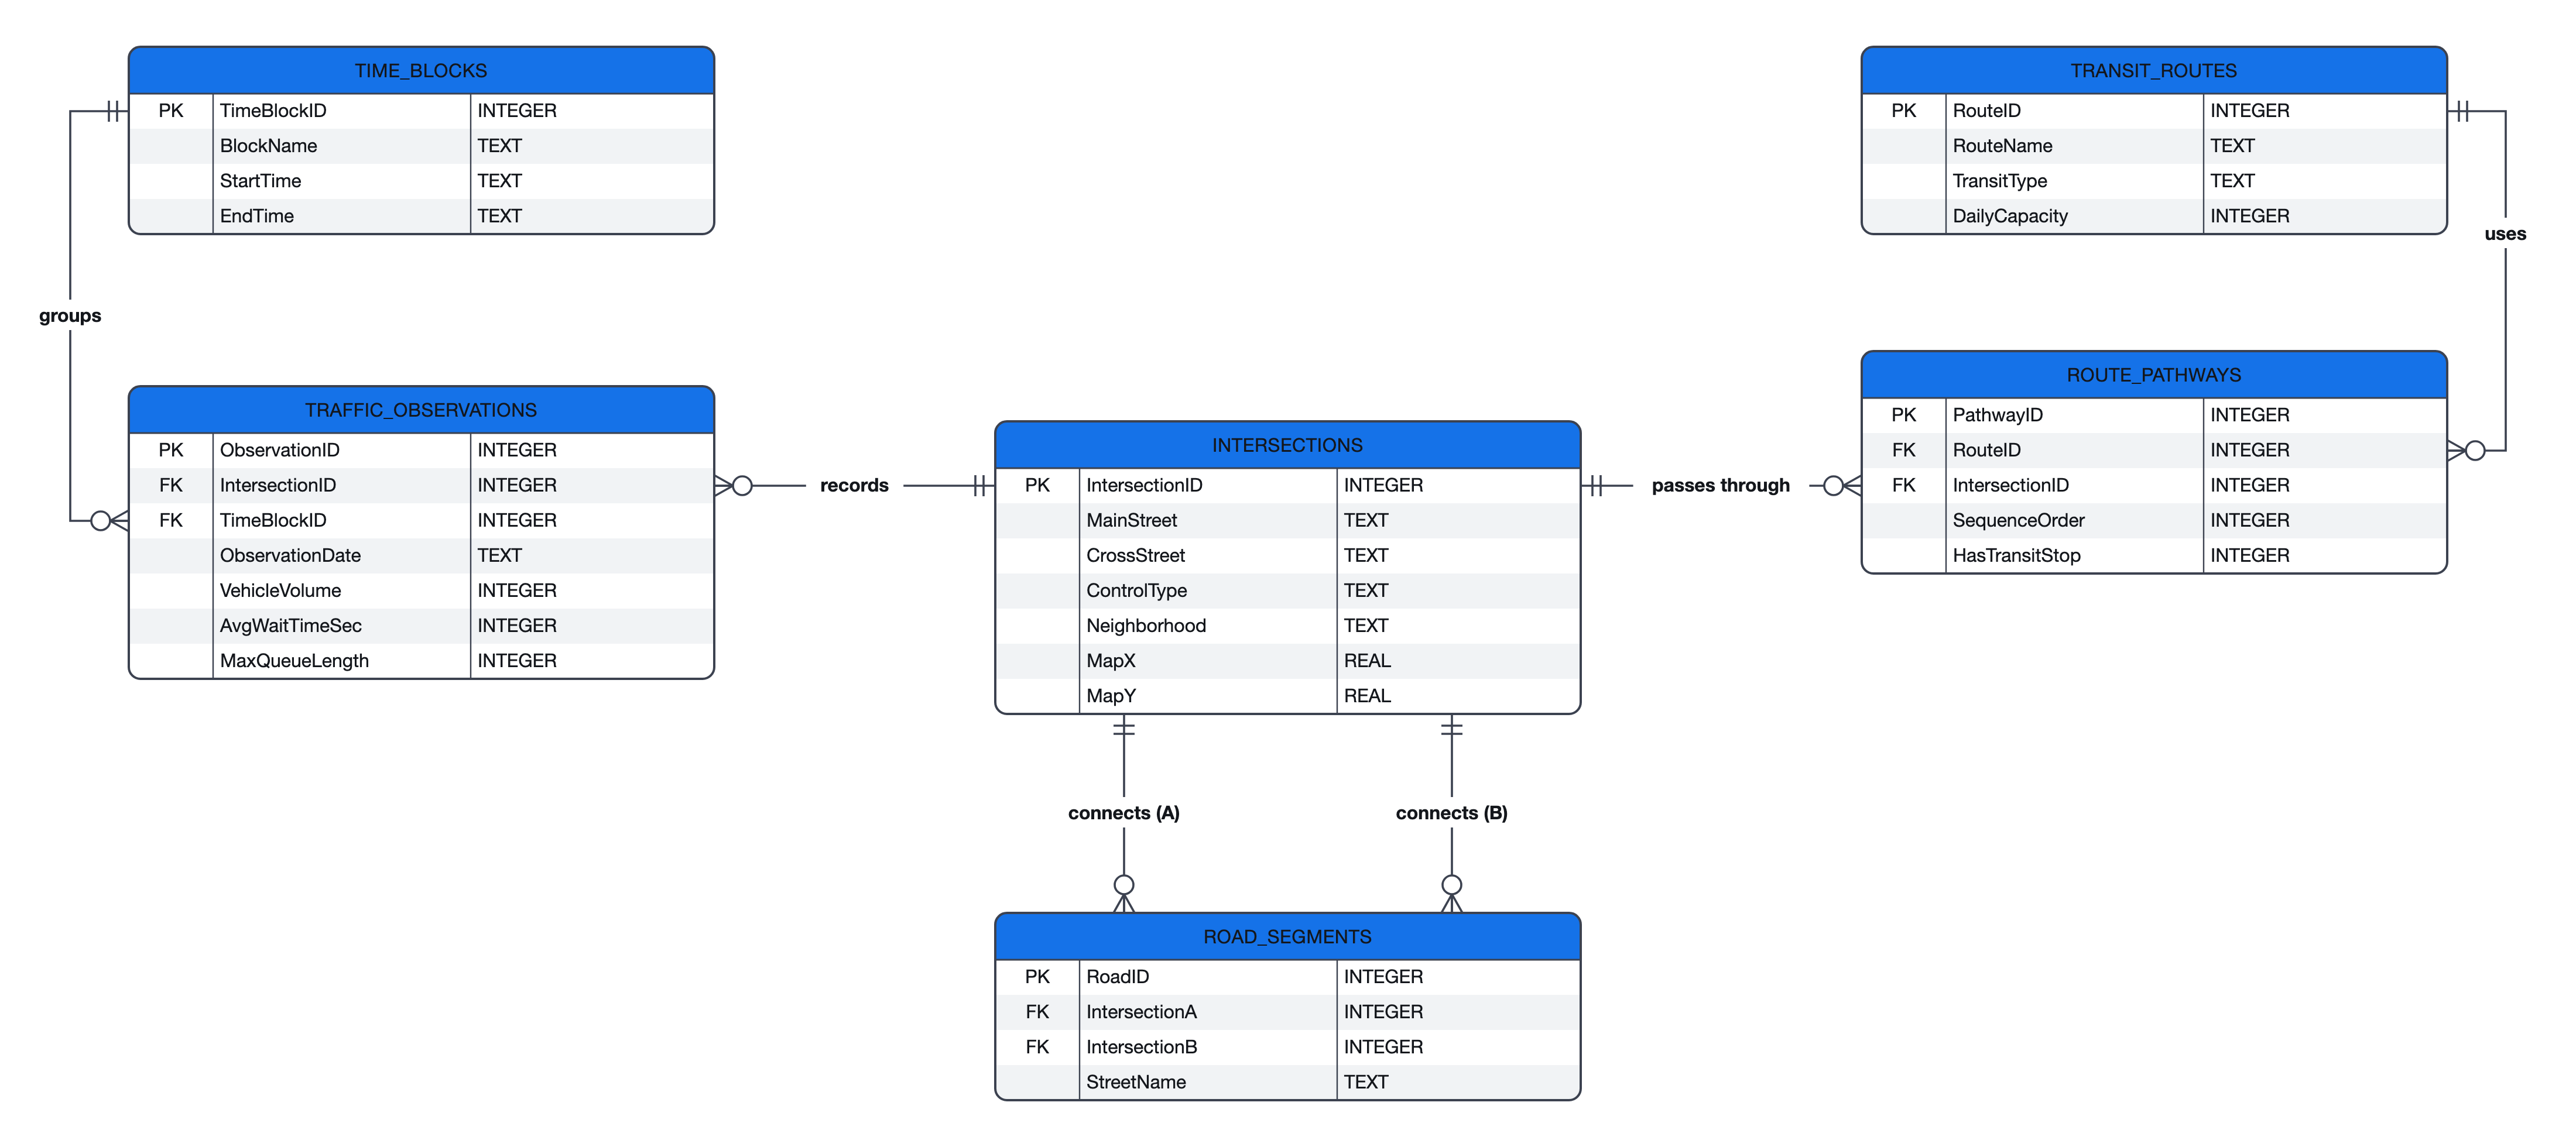 TIME_BLOCKS
PK TimeBlockID INTEGER
BlockName TEXT
StartTime TEXT
EndTime TEXT
TRANSIT_ROUTES
PK RouteID INTEGER
RouteName TEXT
TransitType TEXT
DailyCapacity INTEGER
groups
uses
TRAFFIC_OBSERVATIONS
PK ObservationID INTEGER
FK IntersectionID INTEGER
FK TimeBlockID INTEGER
ObservationDate TEXT
VehicleVolume INTEGER
AvgWaitTimeSec INTEGER
MaxQueueLength INTEGER
records
INTERSECTIONS
PK IntersectionID INTEGER
MainStreet TEXT
CrossStreet TEXT
ControlType TEXT
Neighborhood TEXT
MapX REAL
MapY REAL
passes through
ROUTE_PATHWAYS
PK PathwayID INTEGER
FK RouteID INTEGER
FK IntersectionID INTEGER
SequenceOrder INTEGER
HasTransitStop INTEGER
connects (A)
connects (B)
ROAD_SEGMENTS
PK RoadID INTEGER
FK IntersectionA INTEGER
FK IntersectionB INTEGER
StreetName TEXT